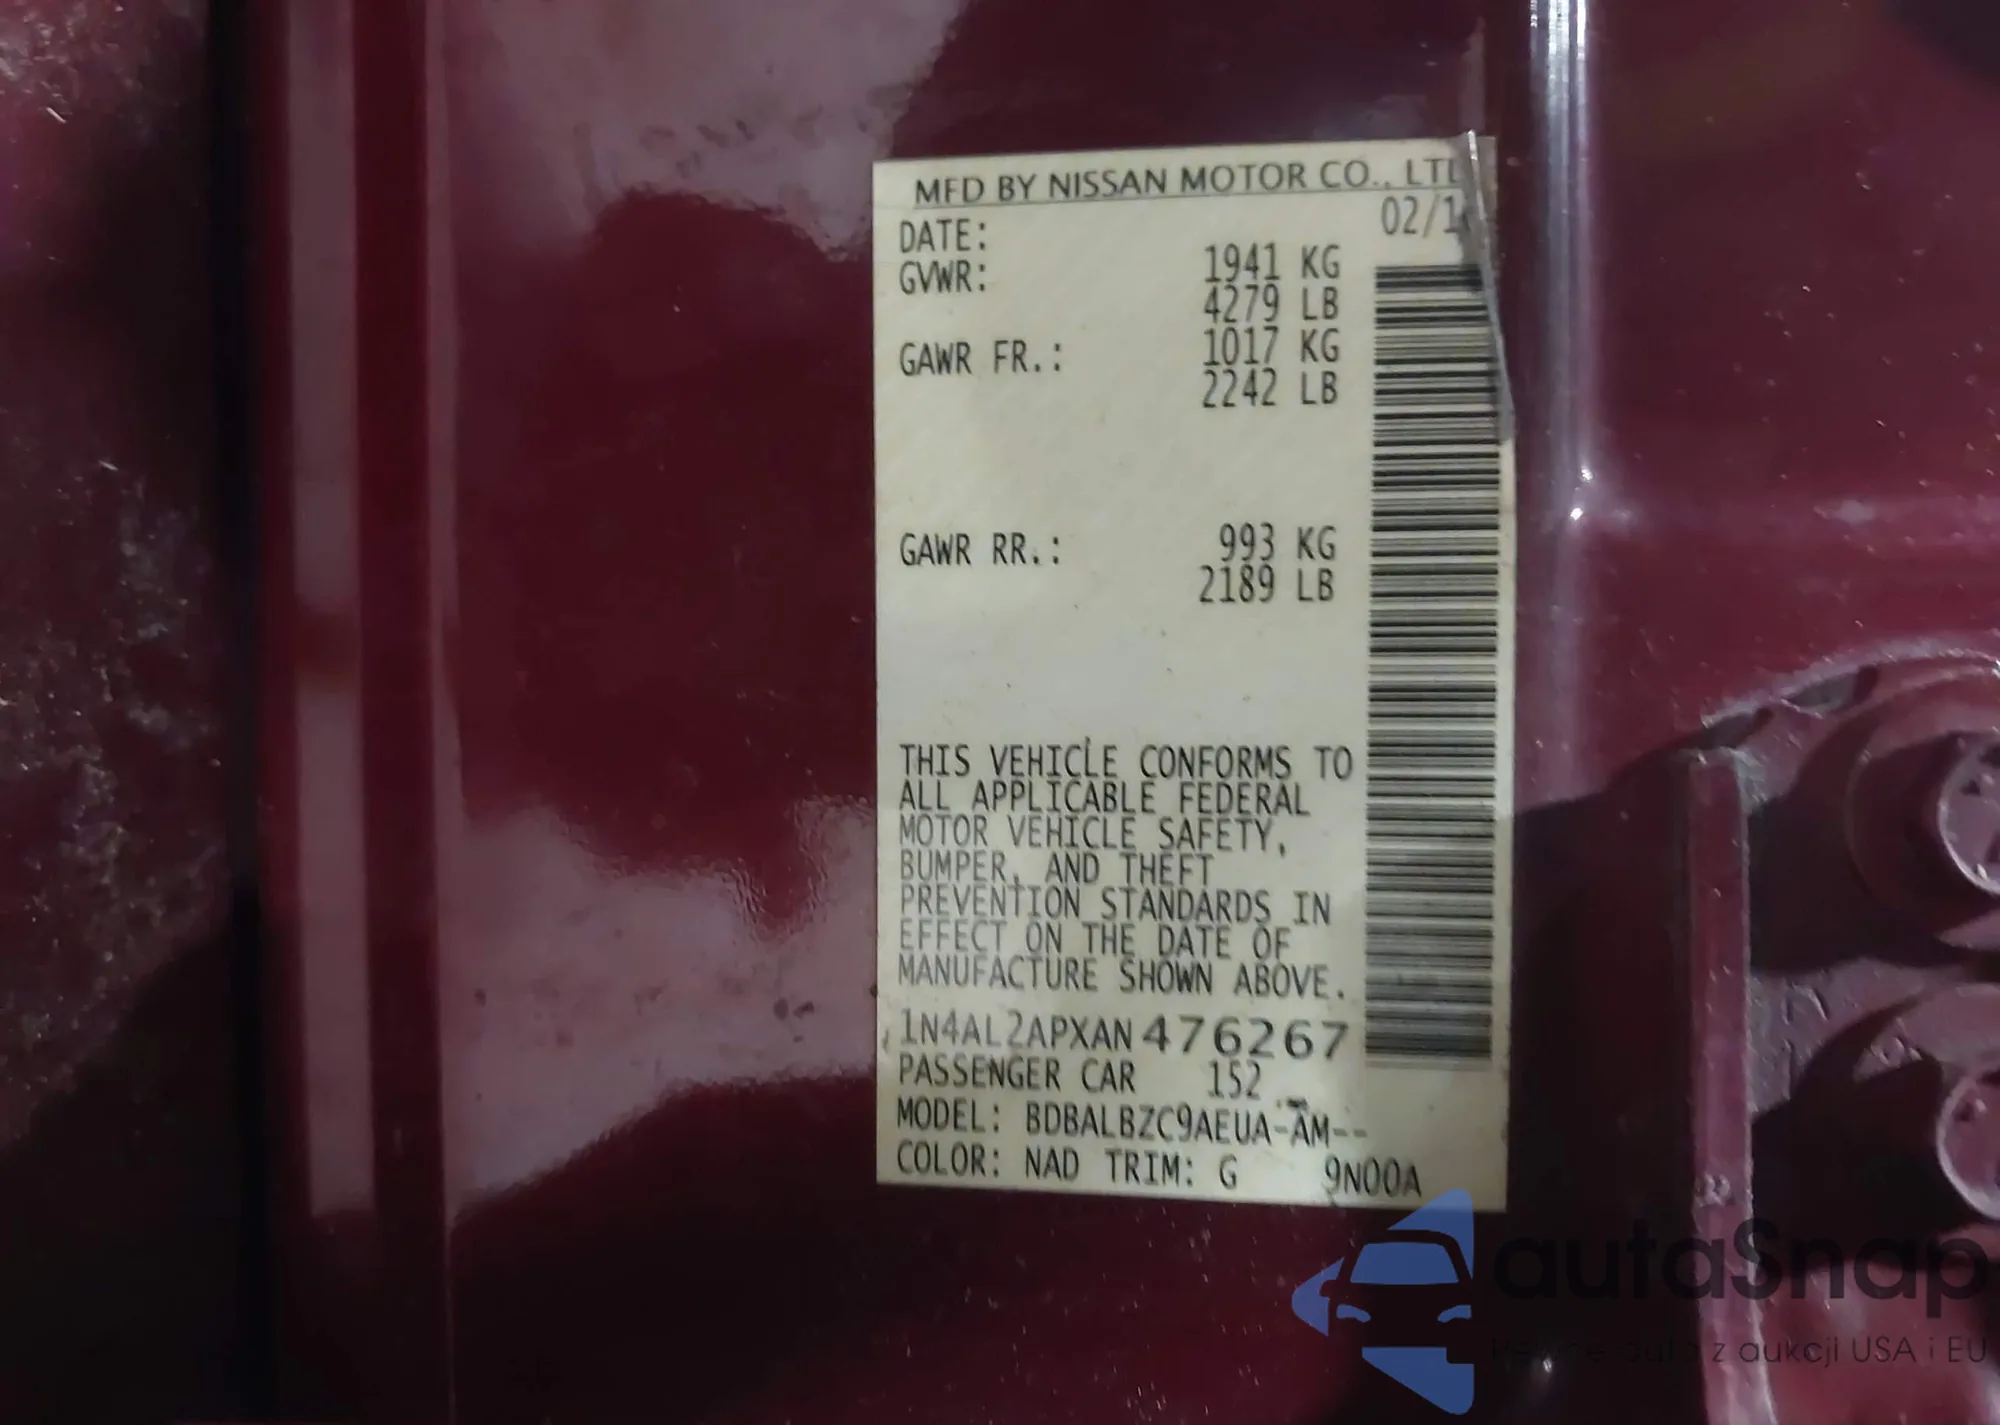 MFD BY NISSAN MOTOR CO., LTD
DATE: 02/1
GVWR: 1941 KG
4279 LB
GAWR FR.: 1017 KG
2242 LB
GAWR RR.: 993 KG
2189 LB
THIS VEHICLE CONFORMS TO
ALL APPLICABLE FEDERAL
MOTOR VEHICLE SAFETY,
BUMPER, AND THEFT
PREVENTION STANDARDS IN
EFFECT ON THE DATE OF
MANUFACTURE SHOWN ABOVE.
1N4AL2APXAN476267
PASSENGER CAR 152
MODEL: BDBALBZC9AEUA-AM--
COLOR: NAD TRIM: G 9N00A
autaSnap
auta z aukcji USA i EU